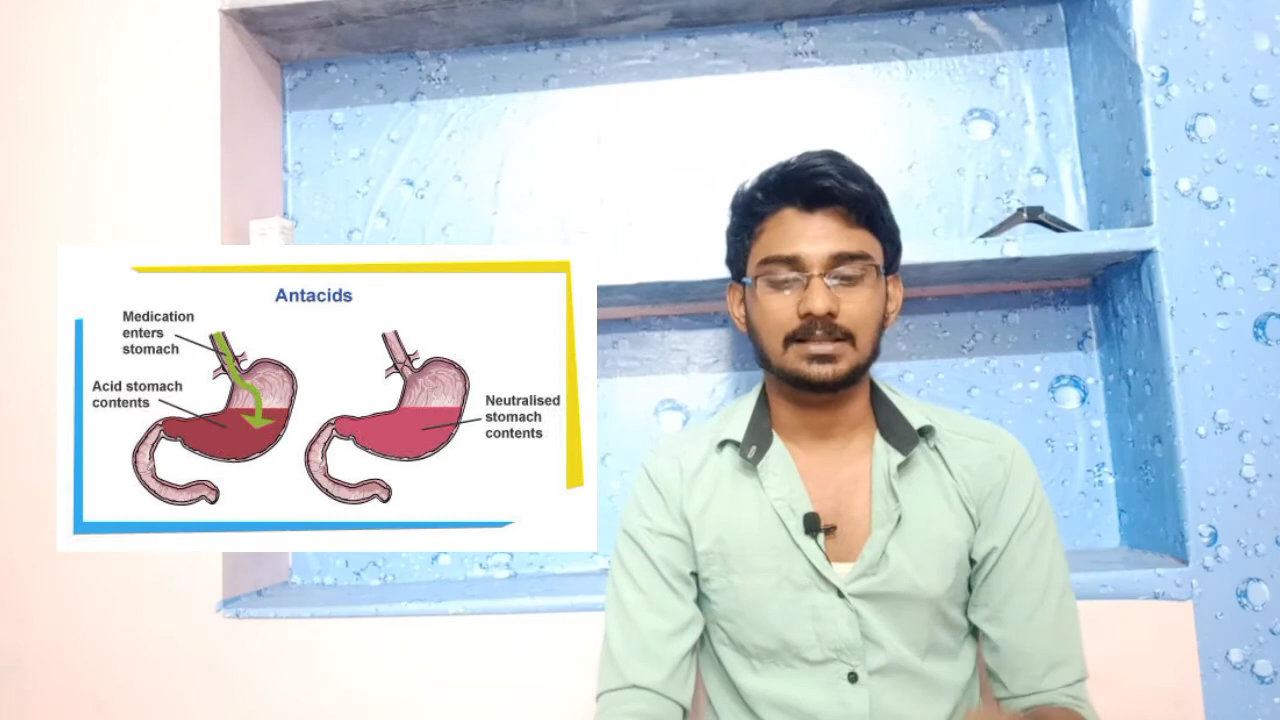 Antacids
Medication
enters
stomach
Acid stomach
contents
Neutralised
stomach
contents